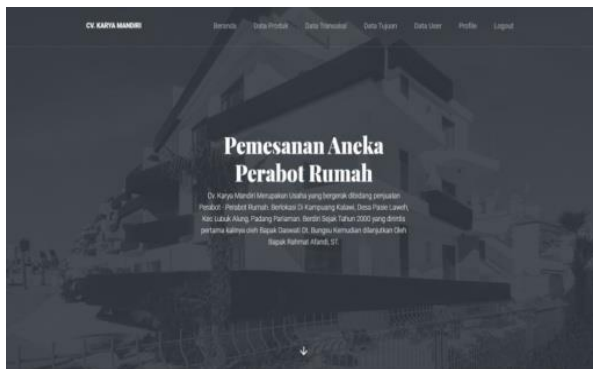 CV. KARYA MANDIRI
Beranda Data Produk Data Transaksi Data Tujuan Data User Profile Logout
Pemesanan Aneka
Perabot Rumah
Cv. Karya Mandiri Merupakan Usaha yang bergerak dibidang penjualan
Perabot - Perabot Rumah. Berlokasi Di Kampuang Kalawi, Desa Pasie Laweh,
Kec Lubuk Alung, Padang Pariaman. Berdiri Sejak Tahun 2000 yang dirintis
pertama kalinya oleh Bapak Daswati Dt. Bungsu Kemudian dilanjutkan Oleh
Bapak Rahmat Afandi, ST.